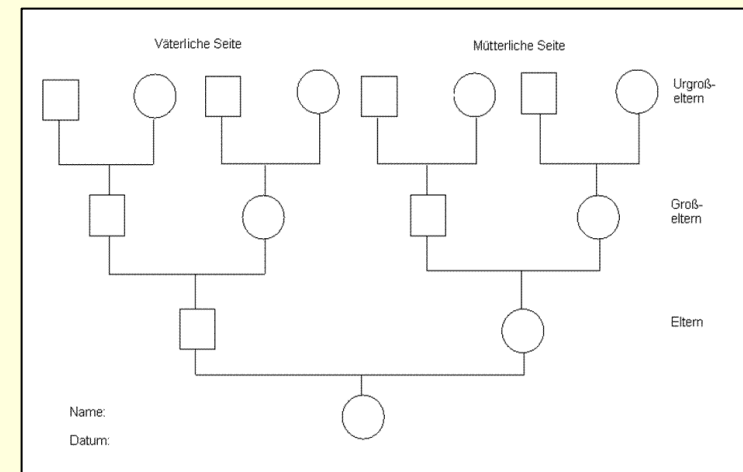 Väterliche Seite
Mütterliche Seite
Urgroß-
eltern
Groß-
eltern
Eltern
Name:
Datum: